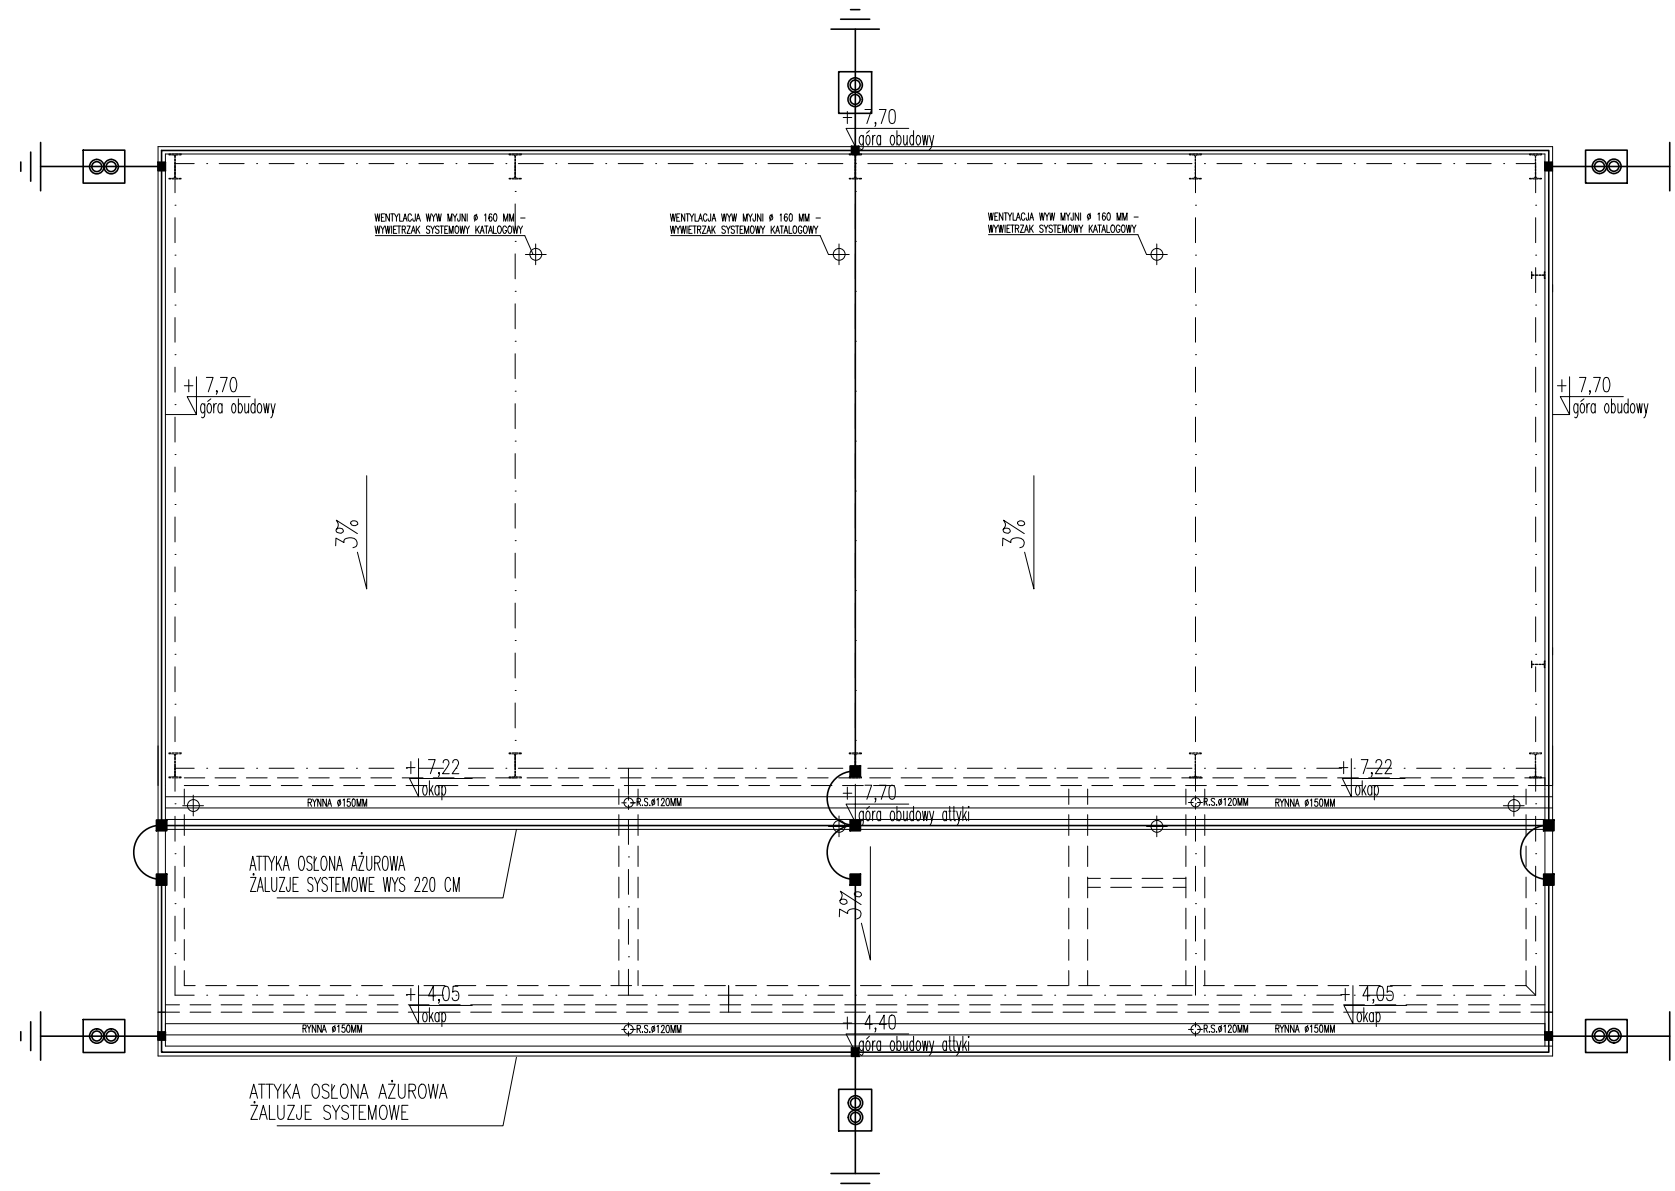 + 7,70
góra obudowy
WENTYLACJA WYW MYJNI ø 160 MM –
WYWIETRZAK SYSTEMOWY KATALOGOWY
WENTYLACJA WYW MYJNI ø 160 MM –
WYWIETRZAK SYSTEMOWY KATALOGOWY
WENTYLACJA WYW MYJNI ø 160 MM –
WYWIETRZAK SYSTEMOWY KATALOGOWY
+ 7,70
góra obudowy
+ 7,70
góra obudowy
3%
3%
+ 7,22
okap
+ 7,22
okap
RYNNA ø150MM
R.S.ø120MM
+ 7,70
góra obudowy attyki
R.S.ø120MM
RYNNA ø150MM
ATTYKA OSŁONA AŻUROWA
ŻALUZJE SYSTEMOWE WYS 220 CM
3%
+ 4,05
okap
+ 4,05
okap
RYNNA ø150MM
R.S.ø120MM
+ 4,40
góra obudowy attyki
R.S.ø120MM
RYNNA ø150MM
ATTYKA OSŁONA AŻUROWA
ŻALUZJE SYSTEMOWE